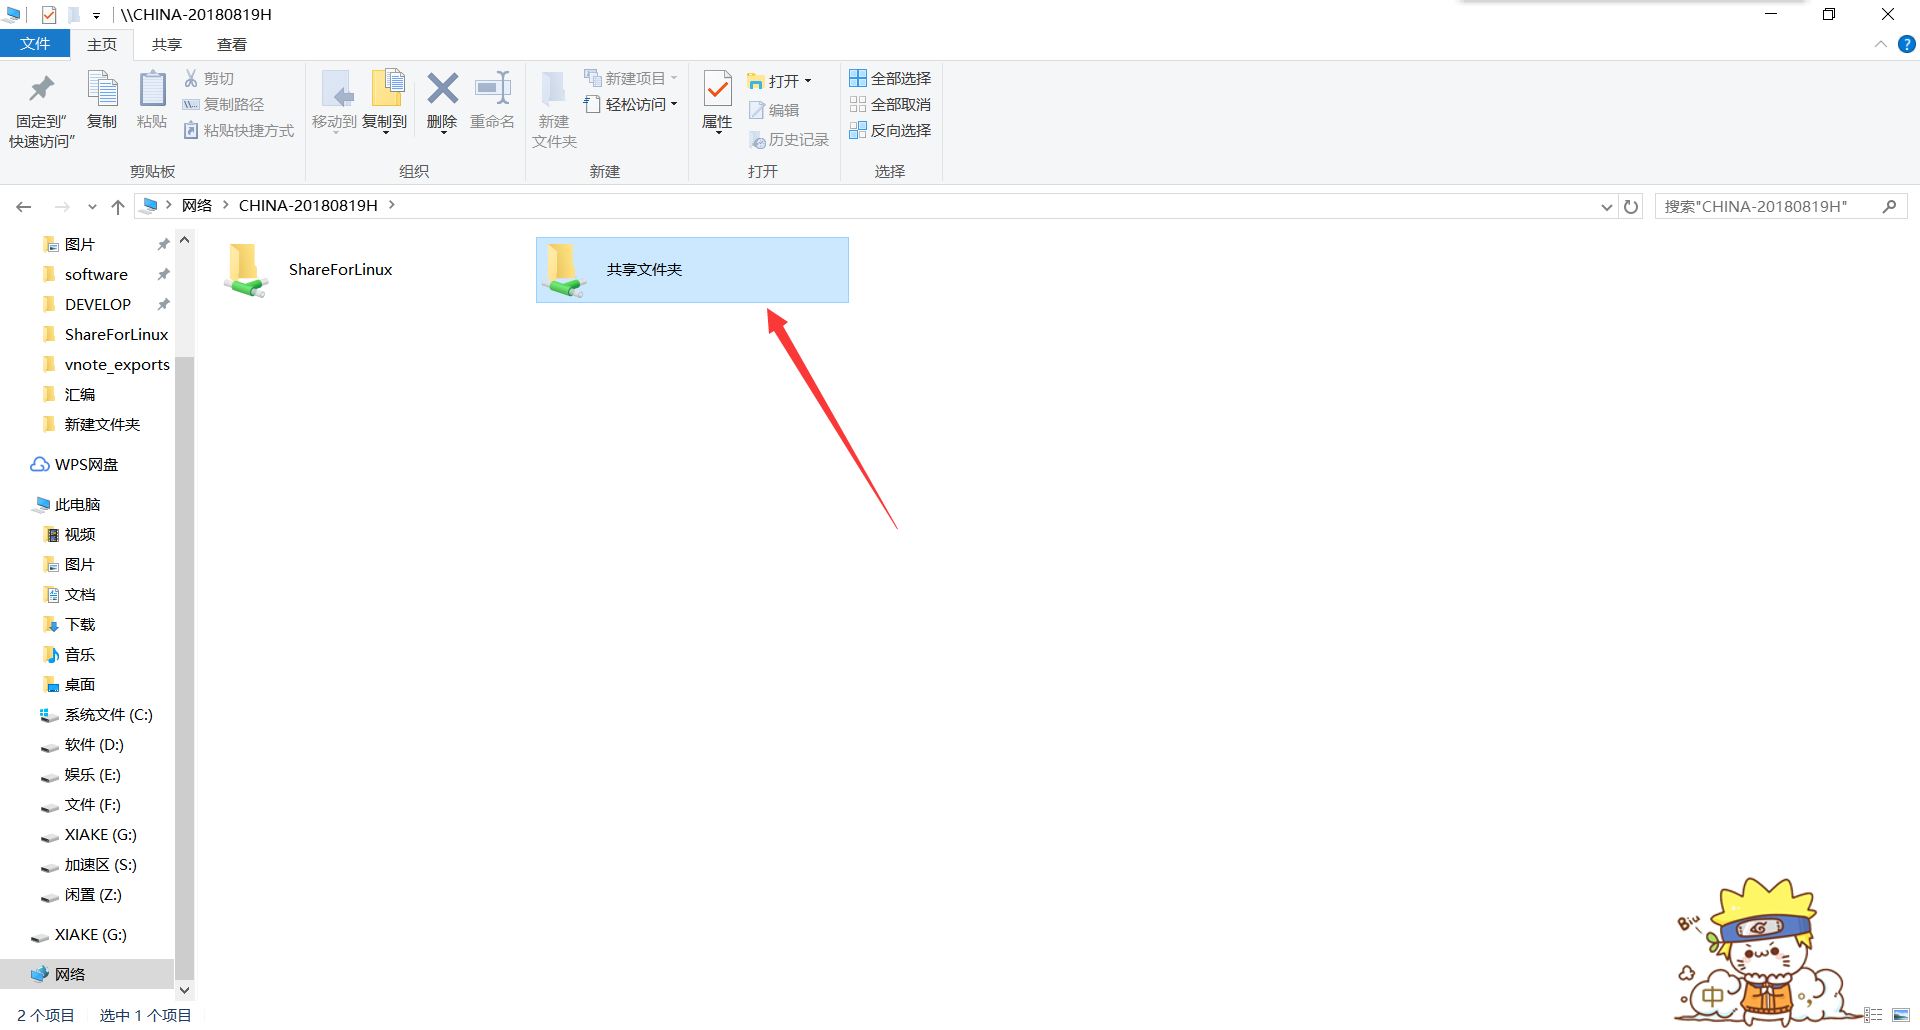 \\CHINA-20180819H
文件
主页
共享
查看
固定到“
快速访问”
复制
粘贴
剪切
复制路径
粘贴快捷方式
剪贴板
移动到
复制到
删除
重命名
组织
新建
文件夹
新建项目
轻松访问
新建
属性
打开
编辑
历史记录
打开
全部选择
全部取消
反向选择
选择
网络
CHINA-20180819H
搜索"CHINA-20180819H"
图片
software
DEVELOP
ShareForLinux
vnote_exports
汇编
新建文件夹
WPS网盘
此电脑
视频
图片
文档
下载
音乐
桌面
系统文件 (C:)
软件 (D:)
娱乐 (E:)
文件 (F:)
XIAKE (G:)
加速区 (S:)
闲置 (Z:)
XIAKE (G:)
网络
ShareForLinux
共享文件夹
Biu
中
2 个项目
选中 1 个项目